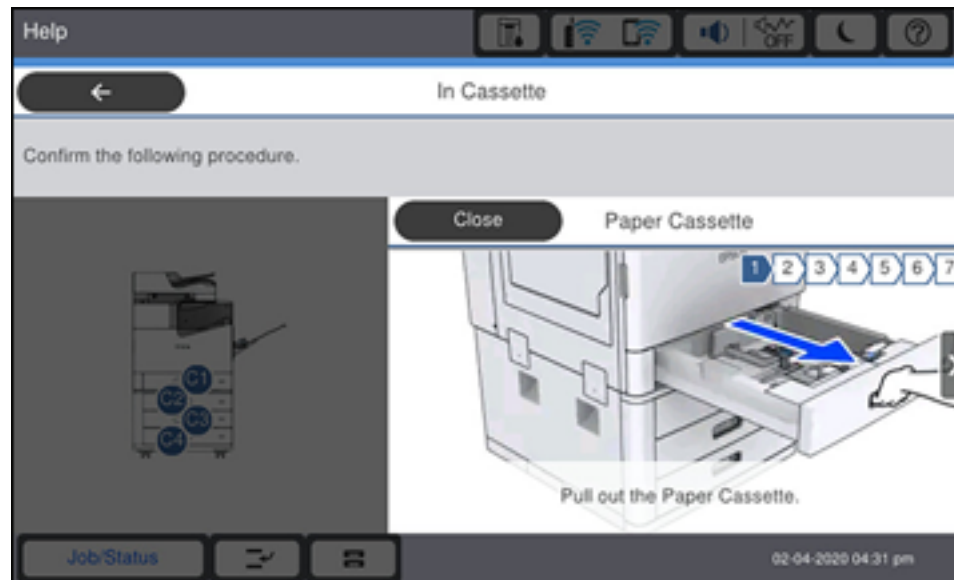 Help
OFF
In Cassette
Confirm the following procedure.
Close
Paper Cassette
1 2 3 4 5 6 7
C1
C2
C3
C4
Pull out the Paper Cassette.
Job/Status
02-04-2020 04:31 pm